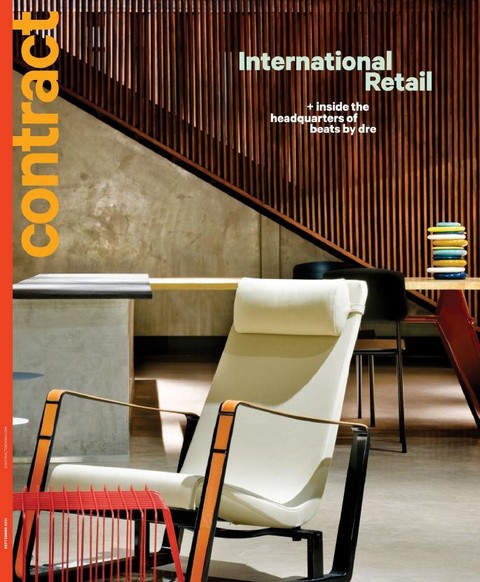 contract
International
Retail
+ inside the
headquarters of
beats by dre